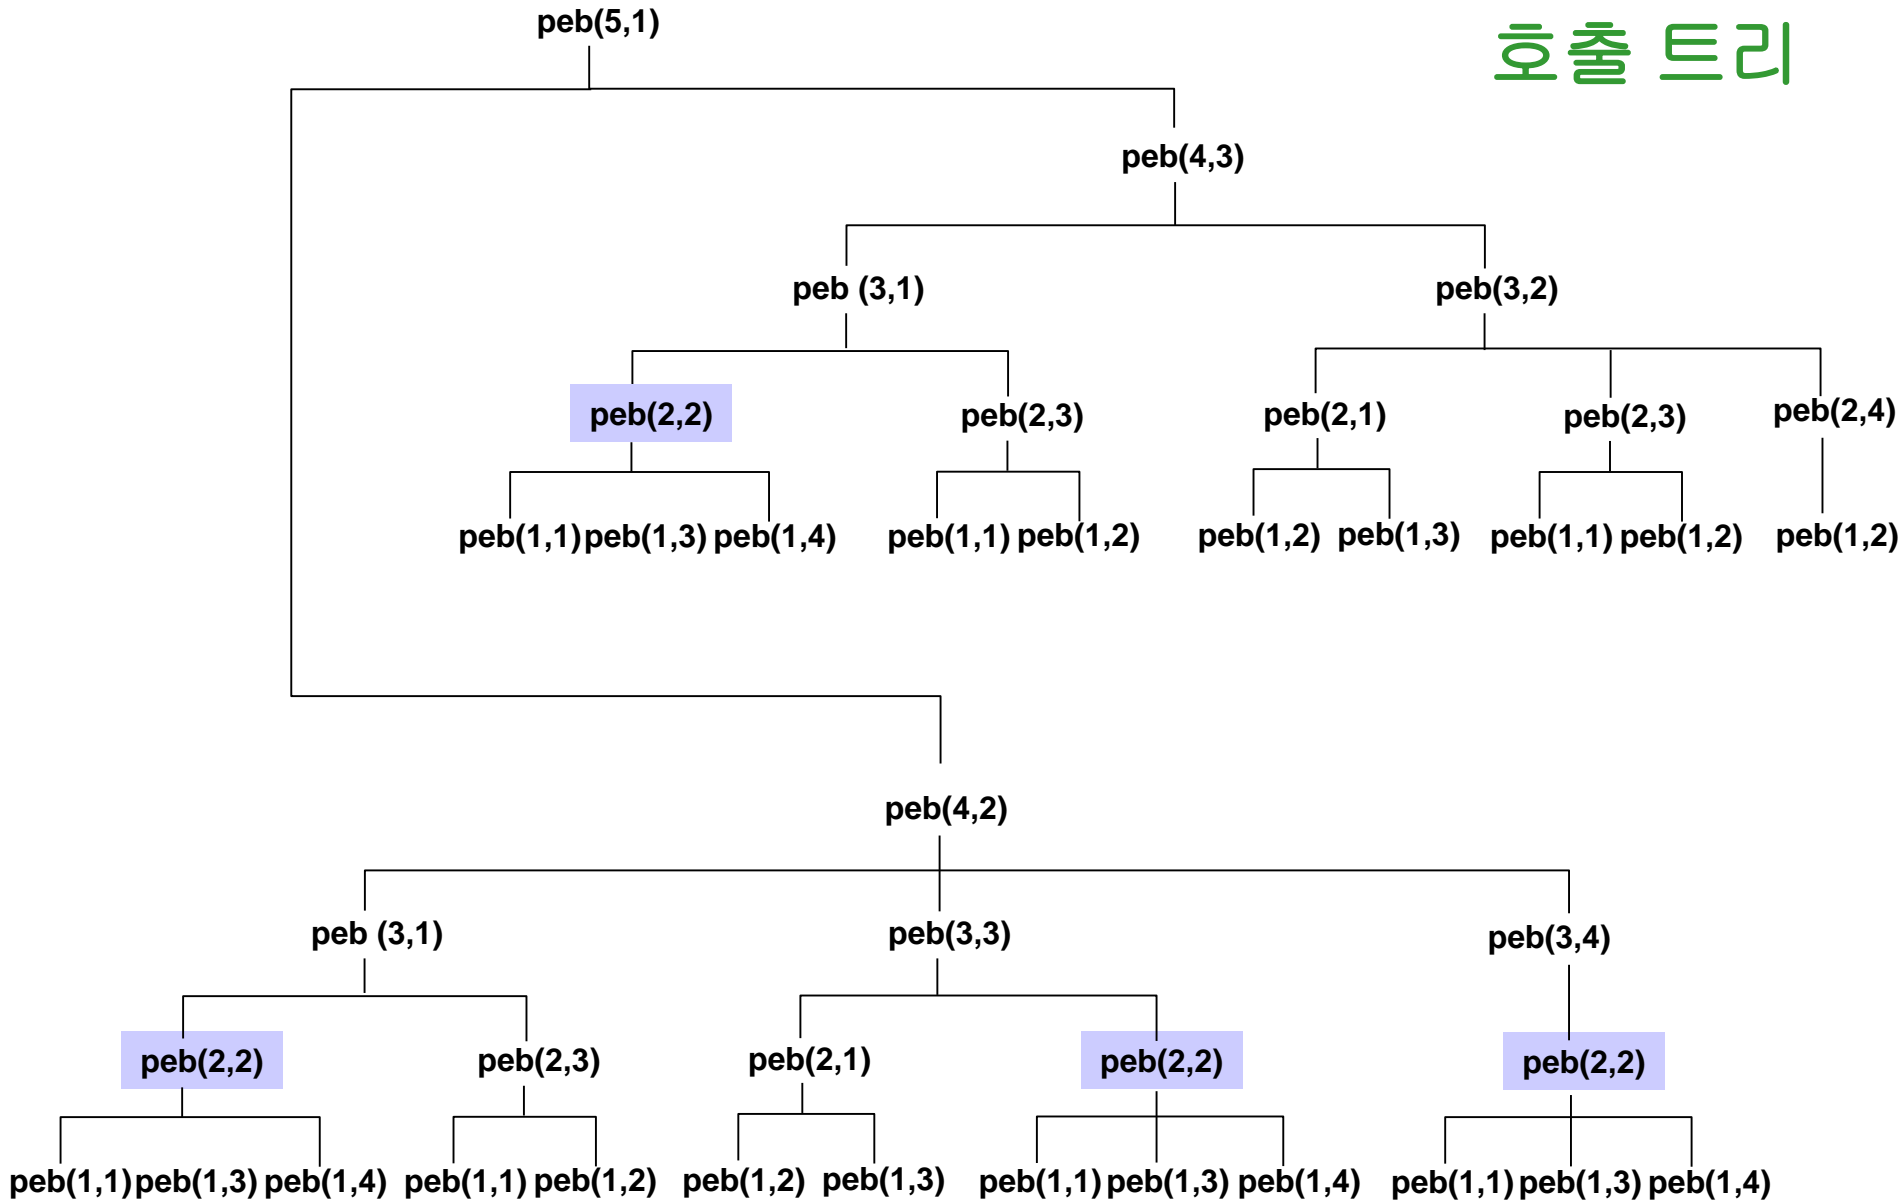 호출 트리
peb(5,1)
peb(4,3)
peb (3,1) peb(3,2)
peb(2,2) peb(2,3) peb(2,1) peb(2,3) peb(2,4)
peb(1,1) peb(1,3) peb(1,4) peb(1,1) peb(1,2) peb(1,2) peb(1,3) peb(1,1) peb(1,2) peb(1,2)
peb(4,2)
peb (3,1) peb(3,3) peb(3,4)
peb(2,2) peb(2,3) peb(2,1) peb(2,2) peb(2,2)
peb(1,1) peb(1,3) peb(1,4) peb(1,1) peb(1,2) peb(1,2) peb(1,3) peb(1,1) peb(1,3) peb(1,4) peb(1,1) peb(1,3) peb(1,4)